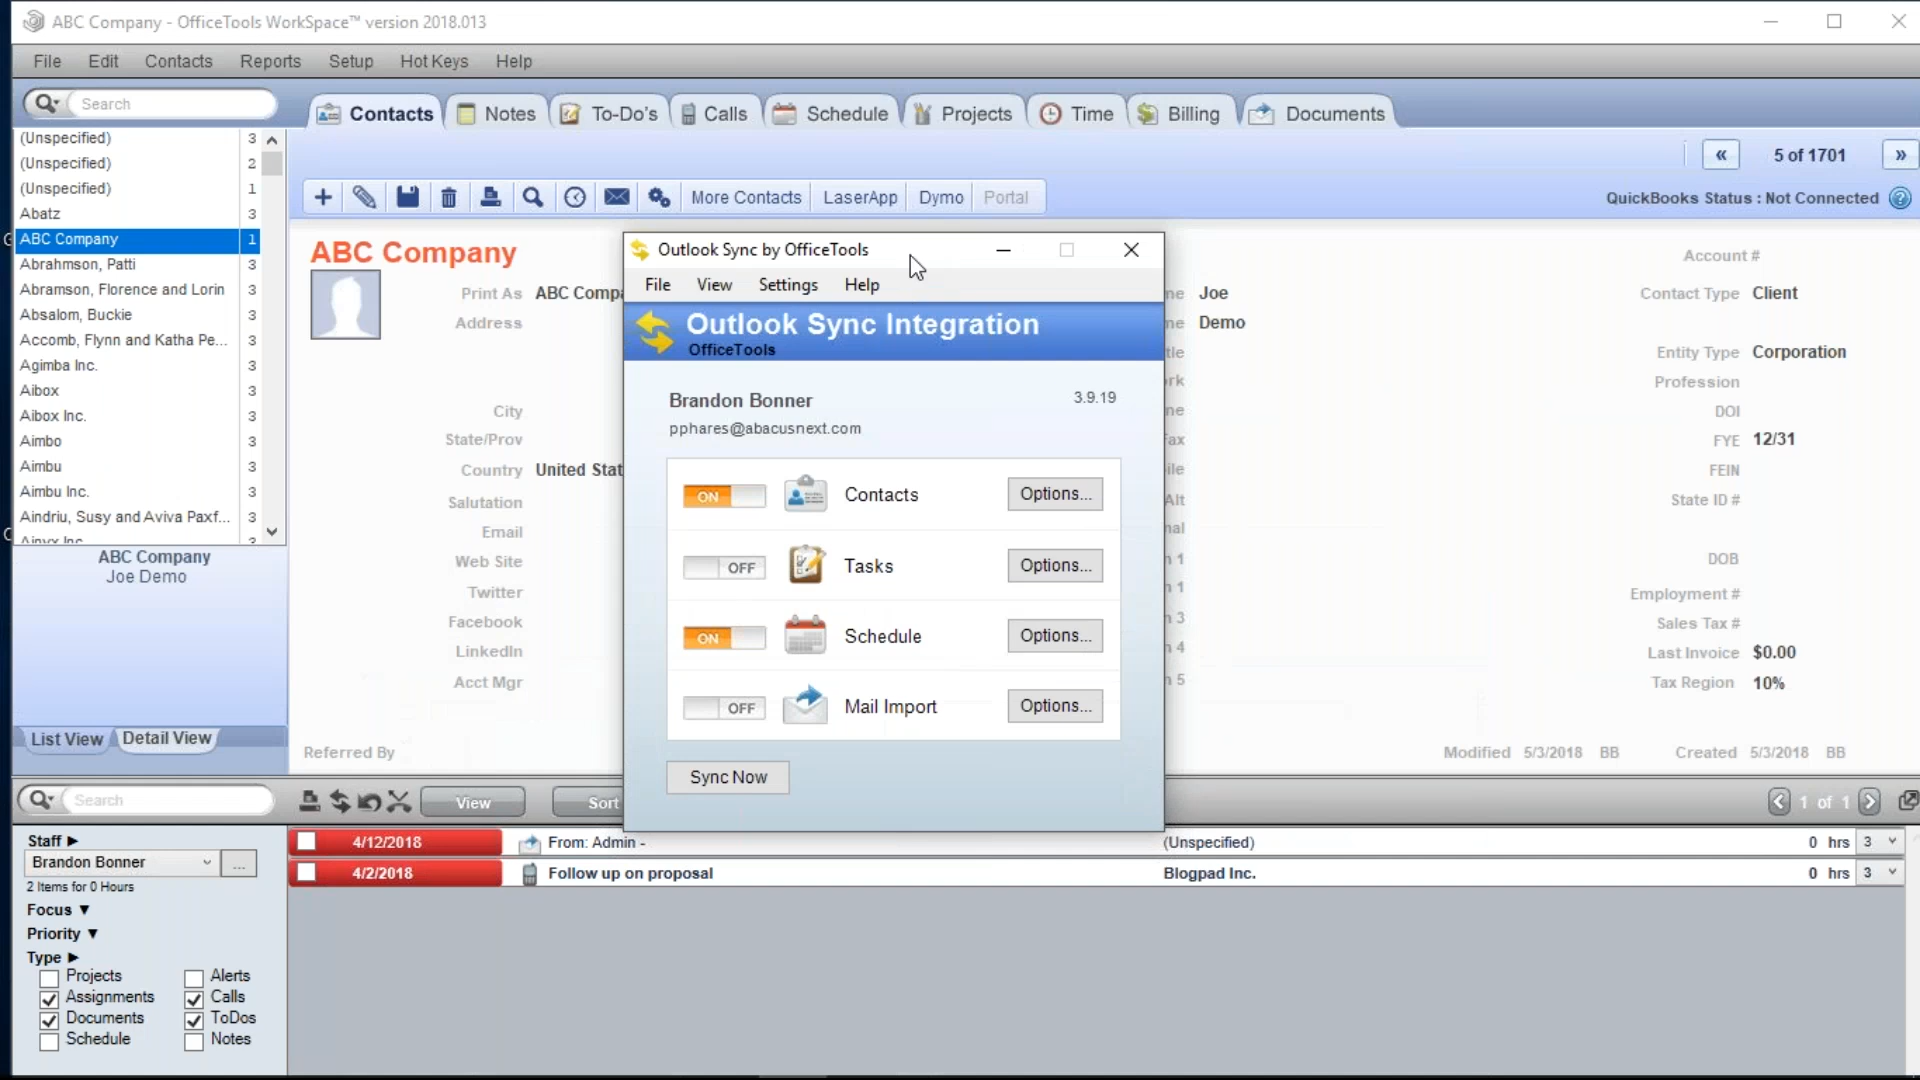 ABC Company - OfficeTools WorkSpace™ version 2018.013
File Edit Contacts Reports Setup Hot Keys Help
Search
Contacts Notes To-Do's Calls Schedule Projects Time Billing Documents
(Unspecified) 3
(Unspecified) 2
(Unspecified) 1
Abatz 3
ABC Company 1
Abrahmson, Patti 3
Abramson, Florence and Lorin 3
Absalom, Buckie 3
Accomb, Flynn and Katha Pe... 3
Agimba Inc. 3
Aibox 3
Aibox Inc. 3
Aimbo 3
Aimbu 3
Aimbu Inc. 3
Aindriu, Susy and Aviva Paxf... 3
« 5 of 1701 »
More Contacts LaserApp Dymo Portal
QuickBooks Status : Not Connected
ABC Company
Print As ABC Compa
Address
City
State/Prov
Country United Stat
Salutation
Email
Web Site
Twitter
Facebook
LinkedIn
Acct Mgr
Referred By
Outlook Sync by OfficeTools
File View Settings Help
Outlook Sync Integration
OfficeTools
Brandon Bonner 3.9.19
pphares@abacusnext.com
ON Contacts Options...
OFF Tasks Options...
ON Schedule Options...
OFF Mail Import Options...
Sync Now
Joe
Demo
Account #
Contact Type Client
Entity Type Corporation
Profession
DOI
FYE 12/31
FEIN
State ID #
DOB
Employment #
Sales Tax #
Last Invoice $0.00
Tax Region 10%
Modified 5/3/2018 BB Created 5/3/2018 BB
ABC Company
Joe Demo
List View Detail View
Search
View Sort
1 of 1
Staff
Brandon Bonner ...
2 Items for 0 Hours
Focus
Priority
Type
Projects Alerts
Assignments Calls
Documents ToDos
Schedule Notes
4/12/2018 From: Admin - (Unspecified) 0 hrs 3
4/2/2018 Follow up on proposal Blogpad Inc. 0 hrs 3